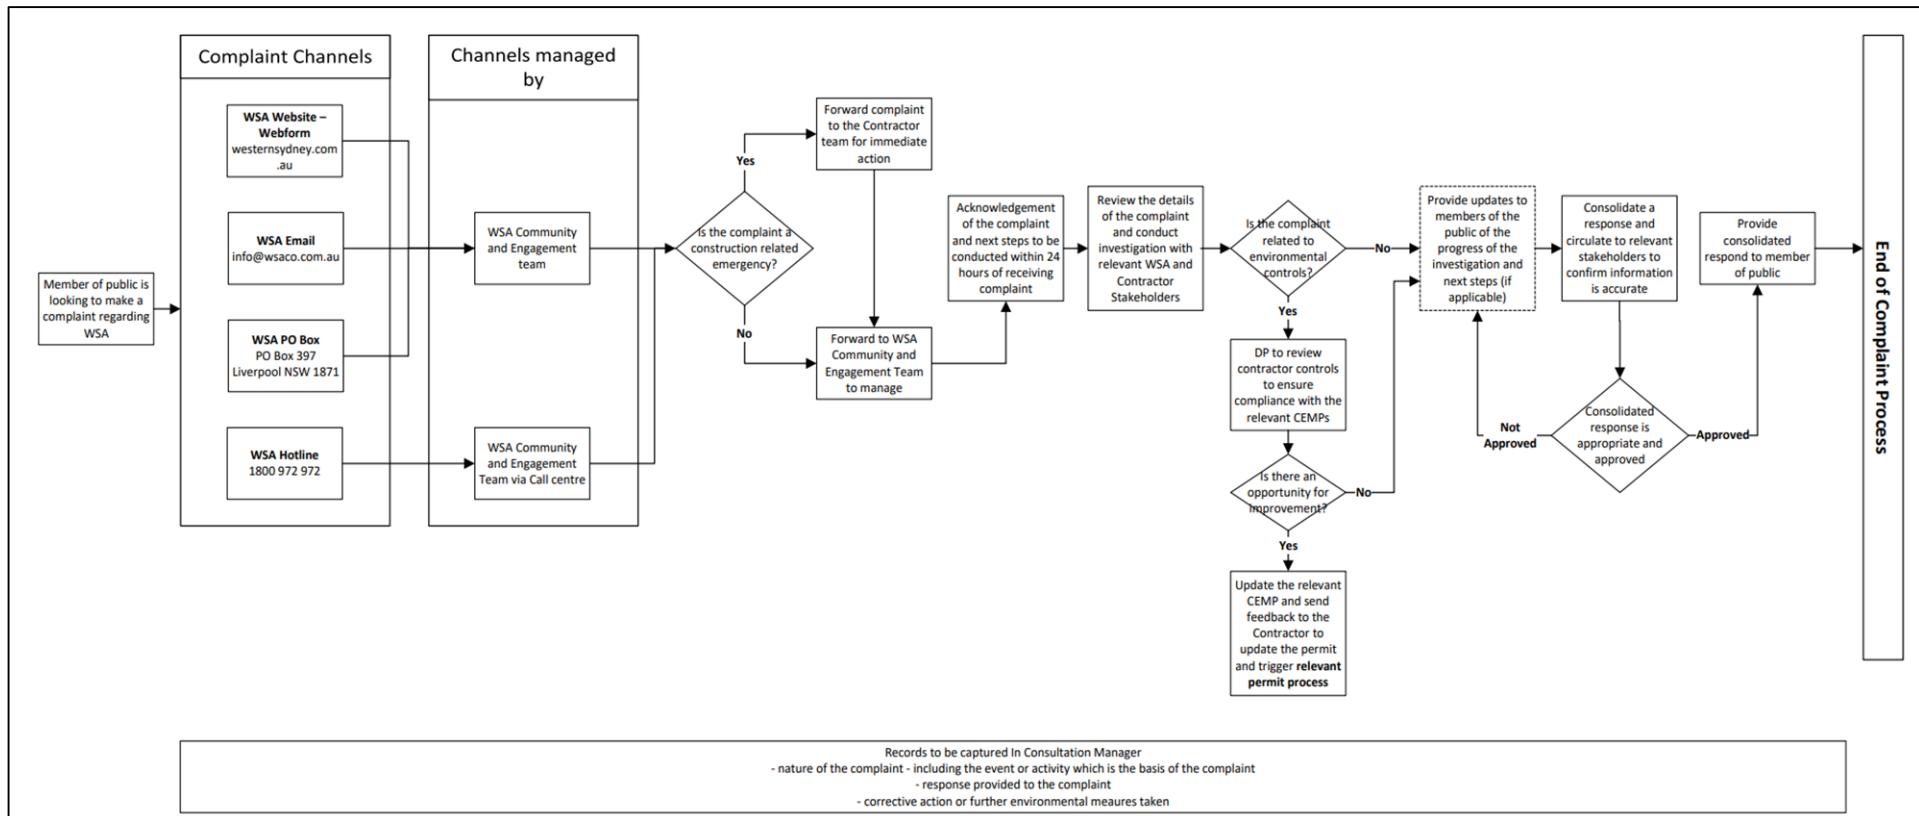 Complaint Channels
Channels managed
by
WSA Website –
Webform
westernsydney.com
.au
WSA Email
info@wsaco.com.au
WSA PO Box
PO Box 397
Liverpool NSW 1871
WSA Hotline
1800 972 972
Member of public is
looking to make a
complaint regarding
WSA
WSA Community
and Engagement
team
WSA Community
and Engagement
Team via Call centre
Is the complaint a
construction related
emergency?
Yes
No
Forward complaint
to the Contractor
team for immediate
action
Forward to WSA
Community and
Engagement Team
to manage
Acknowledgement
of the complaint
and next steps to be
conducted within 24
hours of receiving
complaint
Review the details
of the complaint
and conduct
investigation with
relevant WSA and
Contractor
Stakeholders
Is the complaint
related to
environmental
controls?
No
Yes
DP to review
contractor controls
to ensure
compliance with the
relevant CEMPs
Is there an
opportunity for
improvement?
No
Yes
Update the relevant
CEMP and send
feedback to the
Contractor to
update the permit
and trigger relevant
permit process
Provide updates to
members of the
public of the
progress of the
investigation and
next steps (if
applicable)
Consolidate a
response and
circulate to relevant
stakeholders to
confirm information
is accurate
Consolidated
response is
appropriate and
approved
Not
Approved
Approved
Provide
consolidated
respond to member
of public
End of Complaint Process
Records to be captured In Consultation Manager
- nature of the complaint - including the event or activity which is the basis of the complaint
- response provided to the complaint
- corrective action or further environmental meaures taken